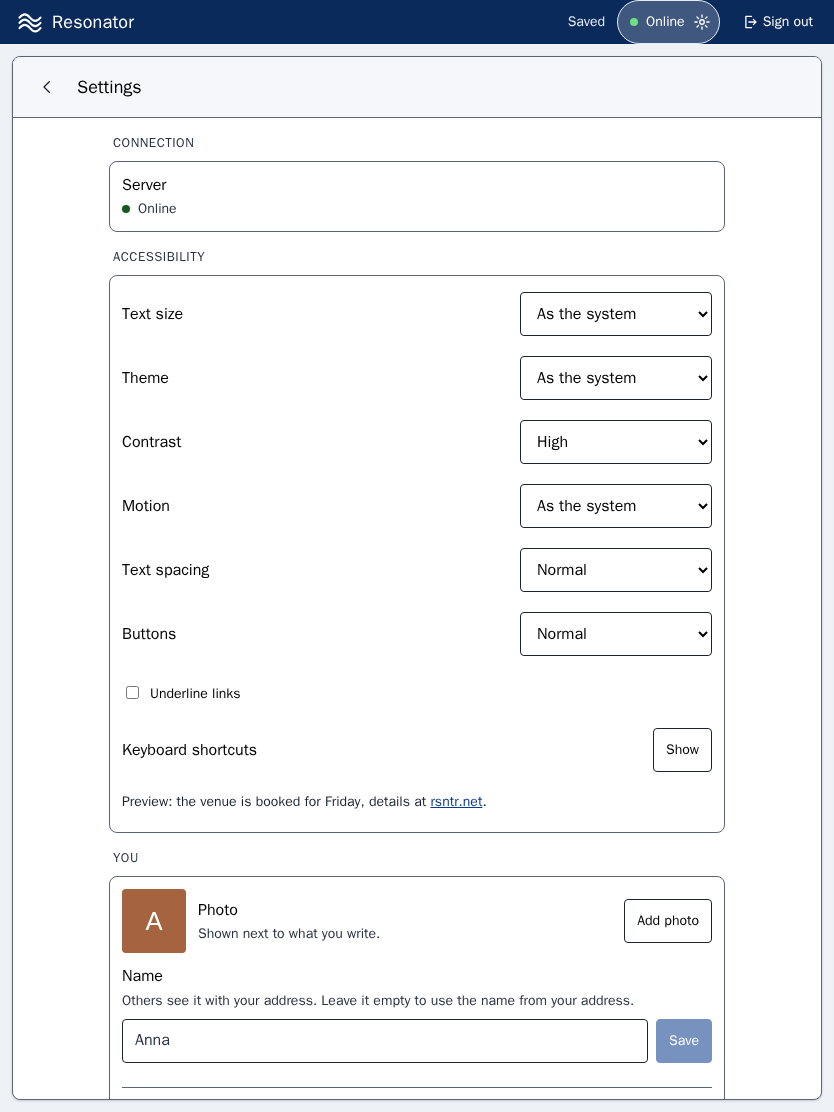 Resonator
Saved
Online
Sign out
Settings
CONNECTION
Server
Online
ACCESSIBILITY
Text size
As the system
Theme
As the system
Contrast
High
Motion
As the system
Text spacing
Normal
Buttons
Normal
Underline links
Keyboard shortcuts
Show
Preview: the venue is booked for Friday, details at rsntr.net.
YOU
A
Photo
Shown next to what you write.
Add photo
Name
Others see it with your address. Leave it empty to use the name from your address.
Anna
Save